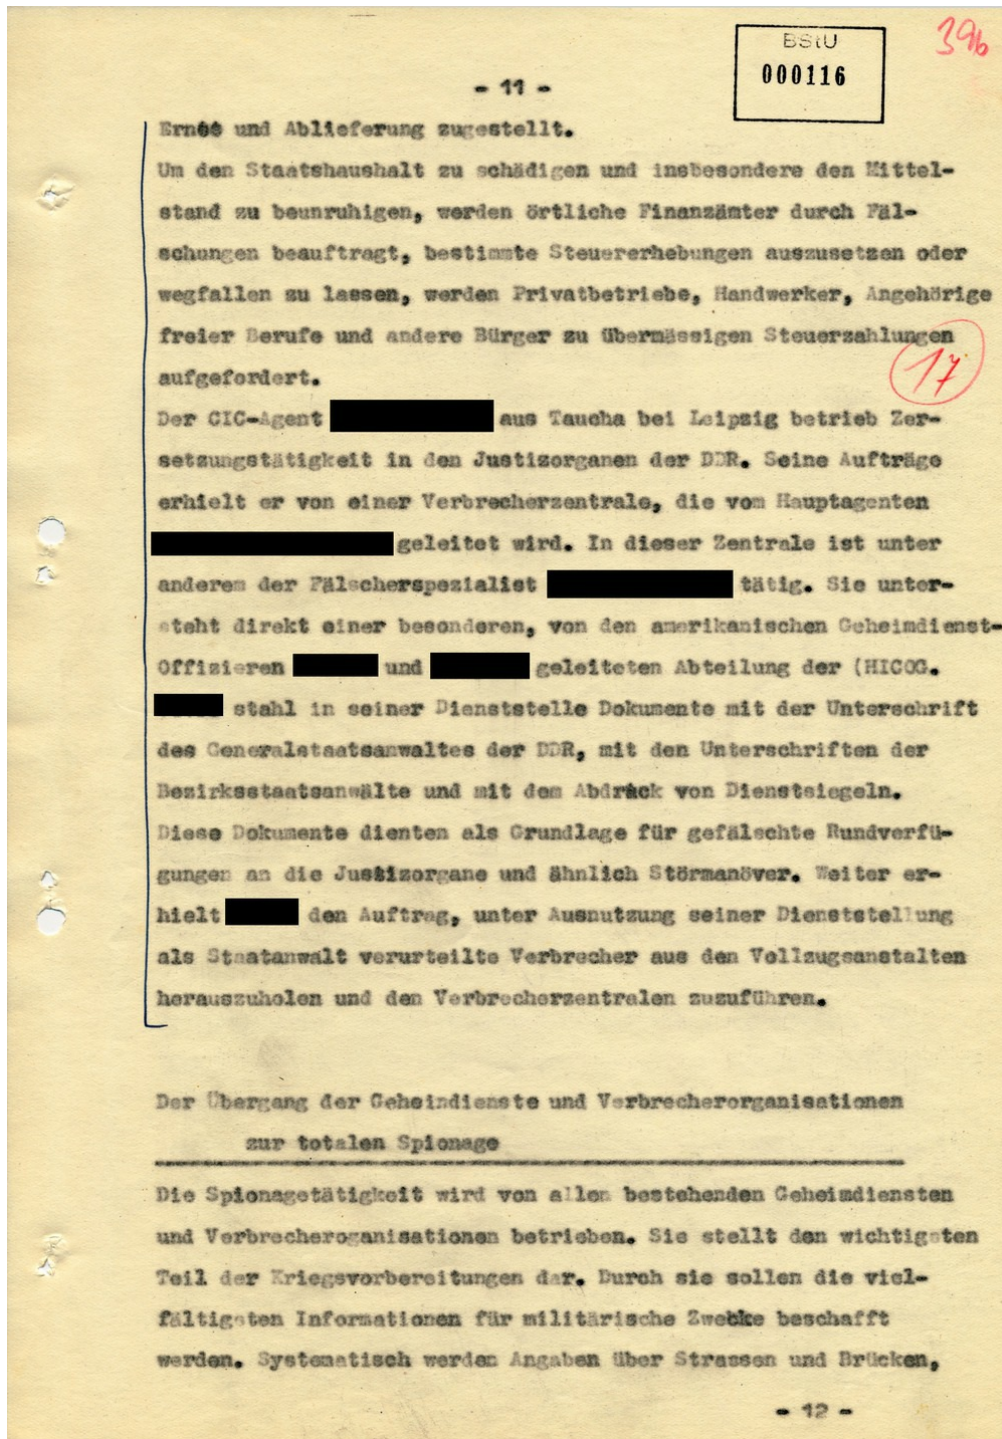 BStU
000116
39b
- 11 -
und Ablieferung zugestellt.
Um den Staatshaushalt zu schädigen und insbesondere den Mittel-
stand zu beunruhigen, werden örtliche Finanzämter durch Fäl-
schungen beauftragt, bestimmte Steuererhebungen auszusetzen oder
wegfallen zu lassen, werden Privatbetriebe, Handwerker, Angehörige
freier Berufe und andere Bürger zu übermässigen Steuerzahlungen
aufgefordert.
17
Der CIC-Agent aus Taucha bei Leipzig betrieb Zer-
setzungstätigkeit in den Justizorganen der DDR. Seine Aufträge
erhielt er von einer Verbrecherzentrale, die vom Hauptagenten
geleitet wird. In dieser Zentrale ist unter
anderem der Fälscherspezialist tätig. Sie unter-
steht direkt einer besonderen, von den amerikanischen Geheimdienst-
Offizieren und geleiteten Abteilung der (HICOG.
stahl in seiner Dienststelle Dokumente mit der Unterschrift
des Generalstaatsanwaltes der DDR, mit den Unterschriften der
Bezirksstaatsanwälte und mit dem Abdruck von Dienstsiegeln.
Diese Dokumente dienten als Grundlage für gefälschte Rundverfü-
gungen an die Justizorgane und ähnlich Störmanöver. Weiter er-
hielt den Auftrag, unter Ausnutzung seiner Dienststellung
als Staatanwalt verurteilte Verbrecher aus den Vollzugsanstalten
herauszuholen und den Verbrecherzentralen zuzuführen.
Der Übergang der Geheimdienste und Verbrecherorganisationen
zur totalen Spionage
Die Spionagetätigkeit wird von allen bestehenden Geheimdiensten
und Verbrecheroganisationen betrieben. Sie stellt den wichtigsten
Teil der Kriegsvorbereitungen dar. Durch sie sollen die viel-
fältigsten Informationen für militärische Zwecke beschafft
werden. Systematisch werden Angaben über Strassen und Brücken,
- 12 -